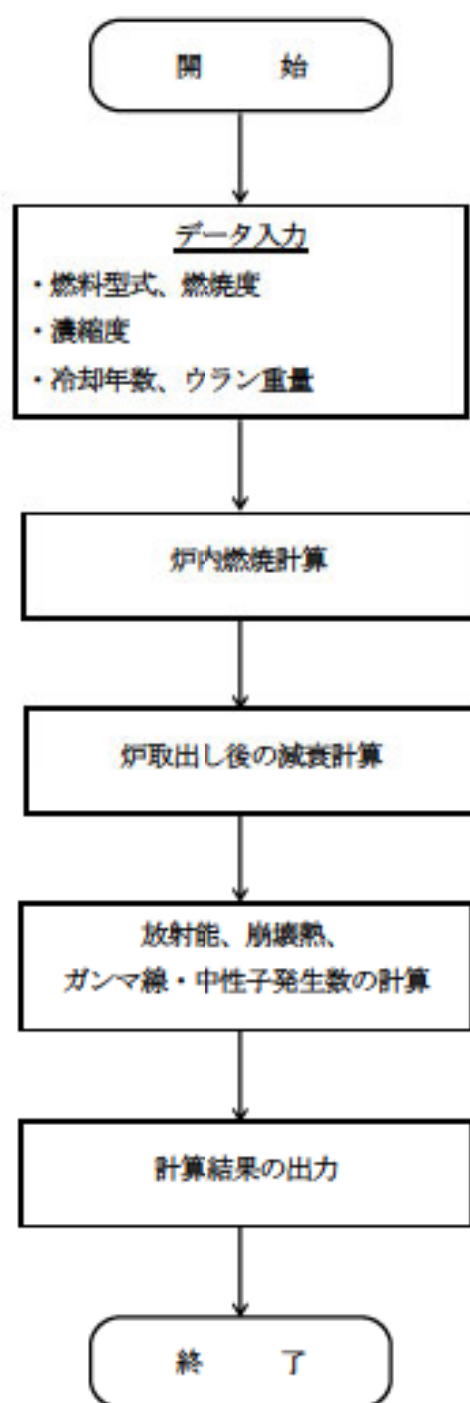 開 始
データ入力
・燃料型式、燃焼度
・濃縮度
・冷却年数、ウラン重量
炉内燃焼計算
炉取出し後の減衰計算
放射能、崩壊熱、
ガンマ線・中性子発生数の計算
計算結果の出力
終 了